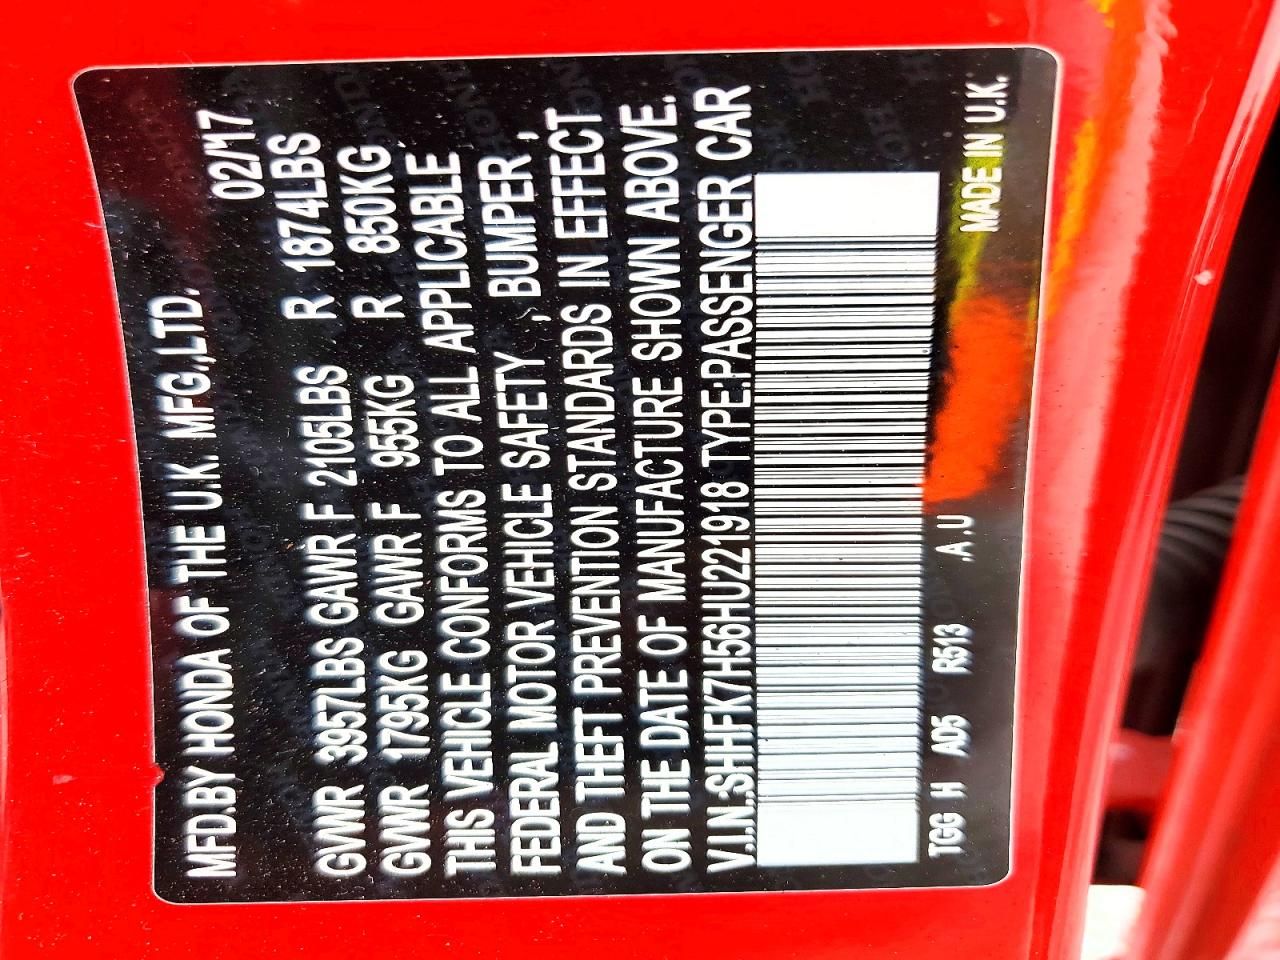 MFD.BY HONDA OF THE U.K. MFG.,LTD.
02/'17
GVWR 3957LBS GAWR F 2105LBS R 1874LBS
GVWR 1795KG GAWR F 955KG R 850KG
THIS VEHICLE CONFORMS TO ALL APPLICABLE
FEDERAL MOTOR VEHICLE SAFETY , BUMPER ,
AND THEFT PREVENTION STANDARDS IN EFFECT
ON THE DATE OF MANUFACTURE SHOWN ABOVE.
V.I.N.:SHHFK7H56HU221918 TYPE:PASSENGER CAR
TGG H AD5 R513 A.U MADE IN U.K.